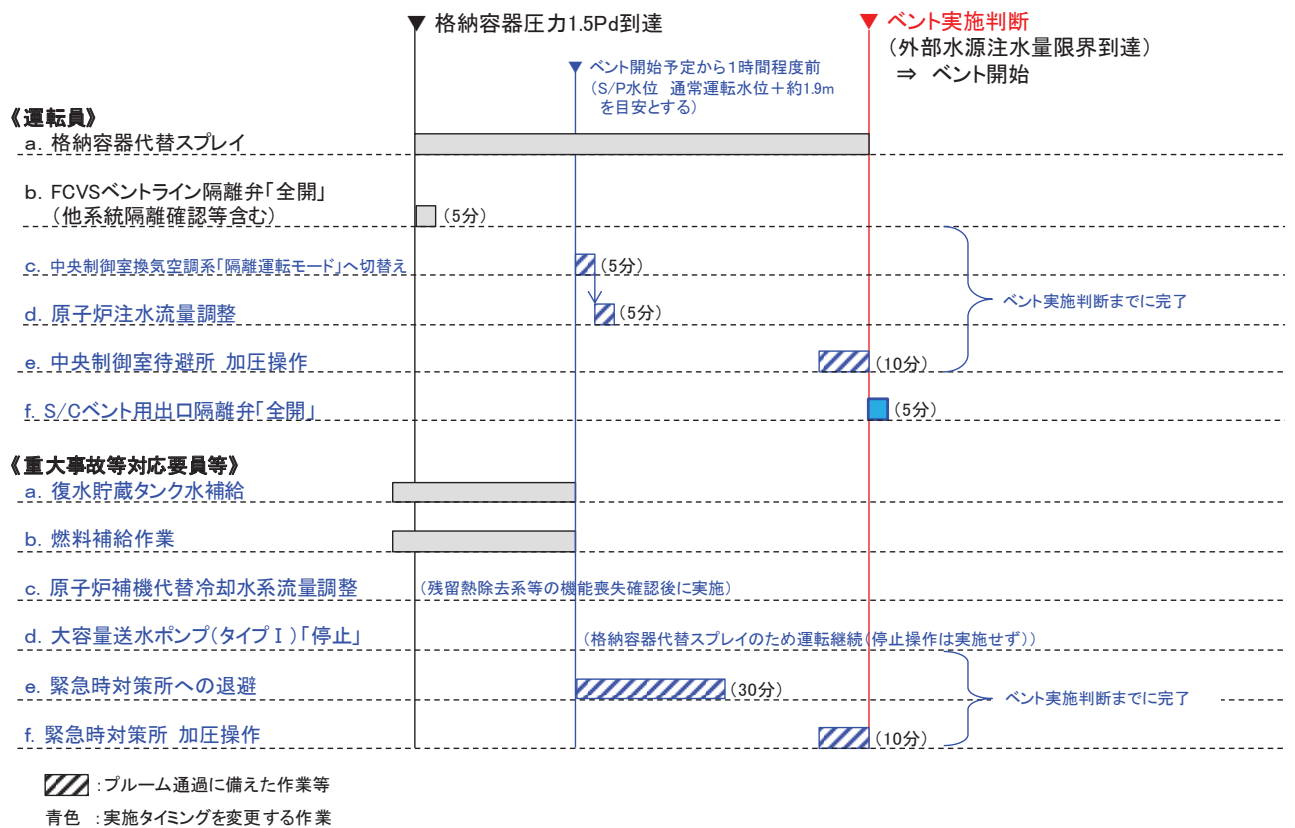 ▼ 格納容器圧力1.5Pd到達
▼ ベント実施判断
(外部水源注水量限界到達)
⇒ ベント開始
▼ ベント開始予定から1時間程度前
(S/P水位 通常運転水位+約1.9m
を目安とする)
《運転員》
a. 格納容器代替スプレイ
b. FCVSベントライン隔離弁「全開」
(他系統隔離確認等含む)
(5分)
c. 中央制御室換気空調系「隔離運転モード」へ切替え
(5分)
d. 原子炉注水流量調整
(5分)
ベント実施判断までに完了
e. 中央制御室待避所 加圧操作
(10分)
f. S/Cベント用出口隔離弁「全開」
(5分)
《重大事故等対応要員等》
a. 復水貯蔵タンク水補給
b. 燃料補給作業
c. 原子炉補機代替冷却水系流量調整
(残留熱除去系等の機能喪失確認後に実施)
d. 大容量送水ポンプ(タイプⅠ)「停止」
(格納容器代替スプレイのため運転継続(停止操作は実施せず))
e. 緊急時対策所への退避
(30分)
ベント実施判断までに完了
f. 緊急時対策所 加圧操作
(10分)
:プルーム通過に備えた作業等
青色 :実施タイミングを変更する作業